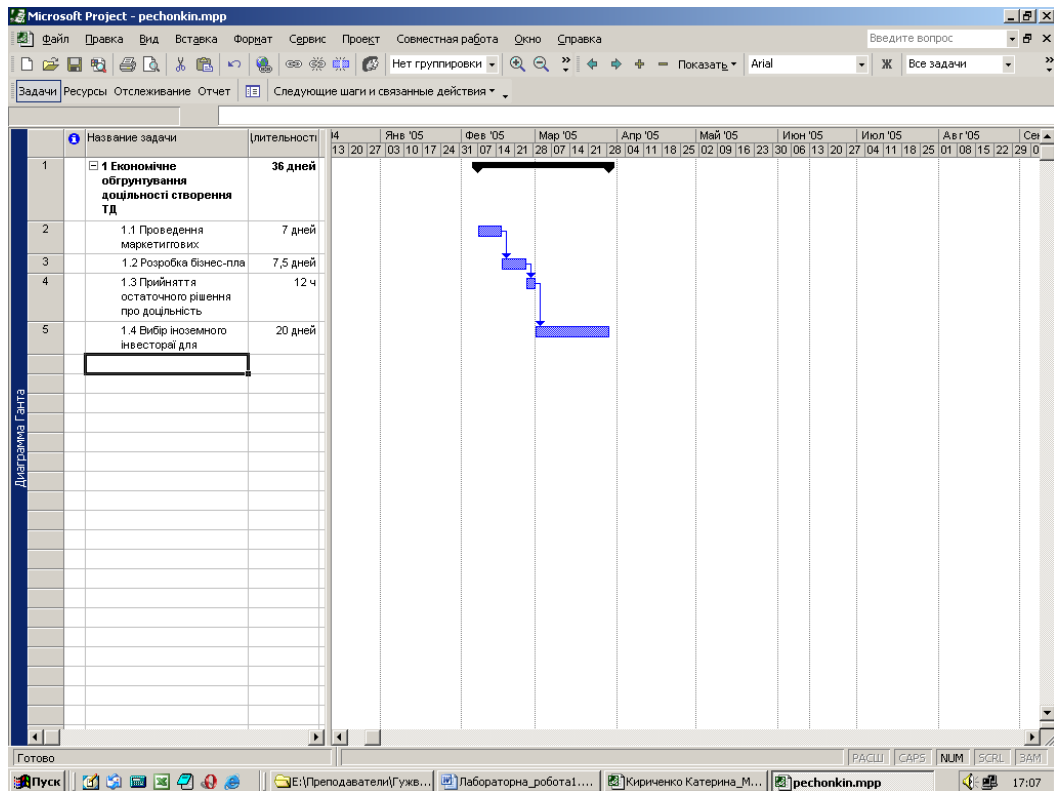 Microsoft Project - pechonkin.mpp
Файл Правка Вид Вставка Формат Сервис Проект Совместная работа Окно Справка Введите вопрос
Нет группировки Показать Arial Ж Все задачи
Задачи Ресурсы Отслеживание Отчет Следующие шаги и связанные действия
Название задачи Длительності '04 Янв '05 Фев '05 Мар '05 Апр '05 Май '05 Июн '05 Июл '05 Авг '05 Сен
13 20 27 03 10 17 24 31 07 14 21 28 07 14 21 28 04 11 18 25 02 09 16 23 30 06 13 20 27 04 11 18 25 01 08 15 22 29 0
1 1 Економічне 36 дней
обгрунтування
доцільності створення
ТД
2 1.1 Проведення 7 дней
маркетиггових
3 1.2 Розробка бізнес-пла 7,5 дней
4 1.3 Прийняття 12 ч
остаточного рішення
про доцільність
5 1.4 Вибір іноземного 20 дней
інвестораї для
Диаграмма Ганта
Готово РАСШ CAPS NUM SCRL ЗАМ
Пуск E:\Преподаватели\Гужв... Лабораторна_робота1.... Кириченко Катерина_М... pechonkin.mpp 17:07